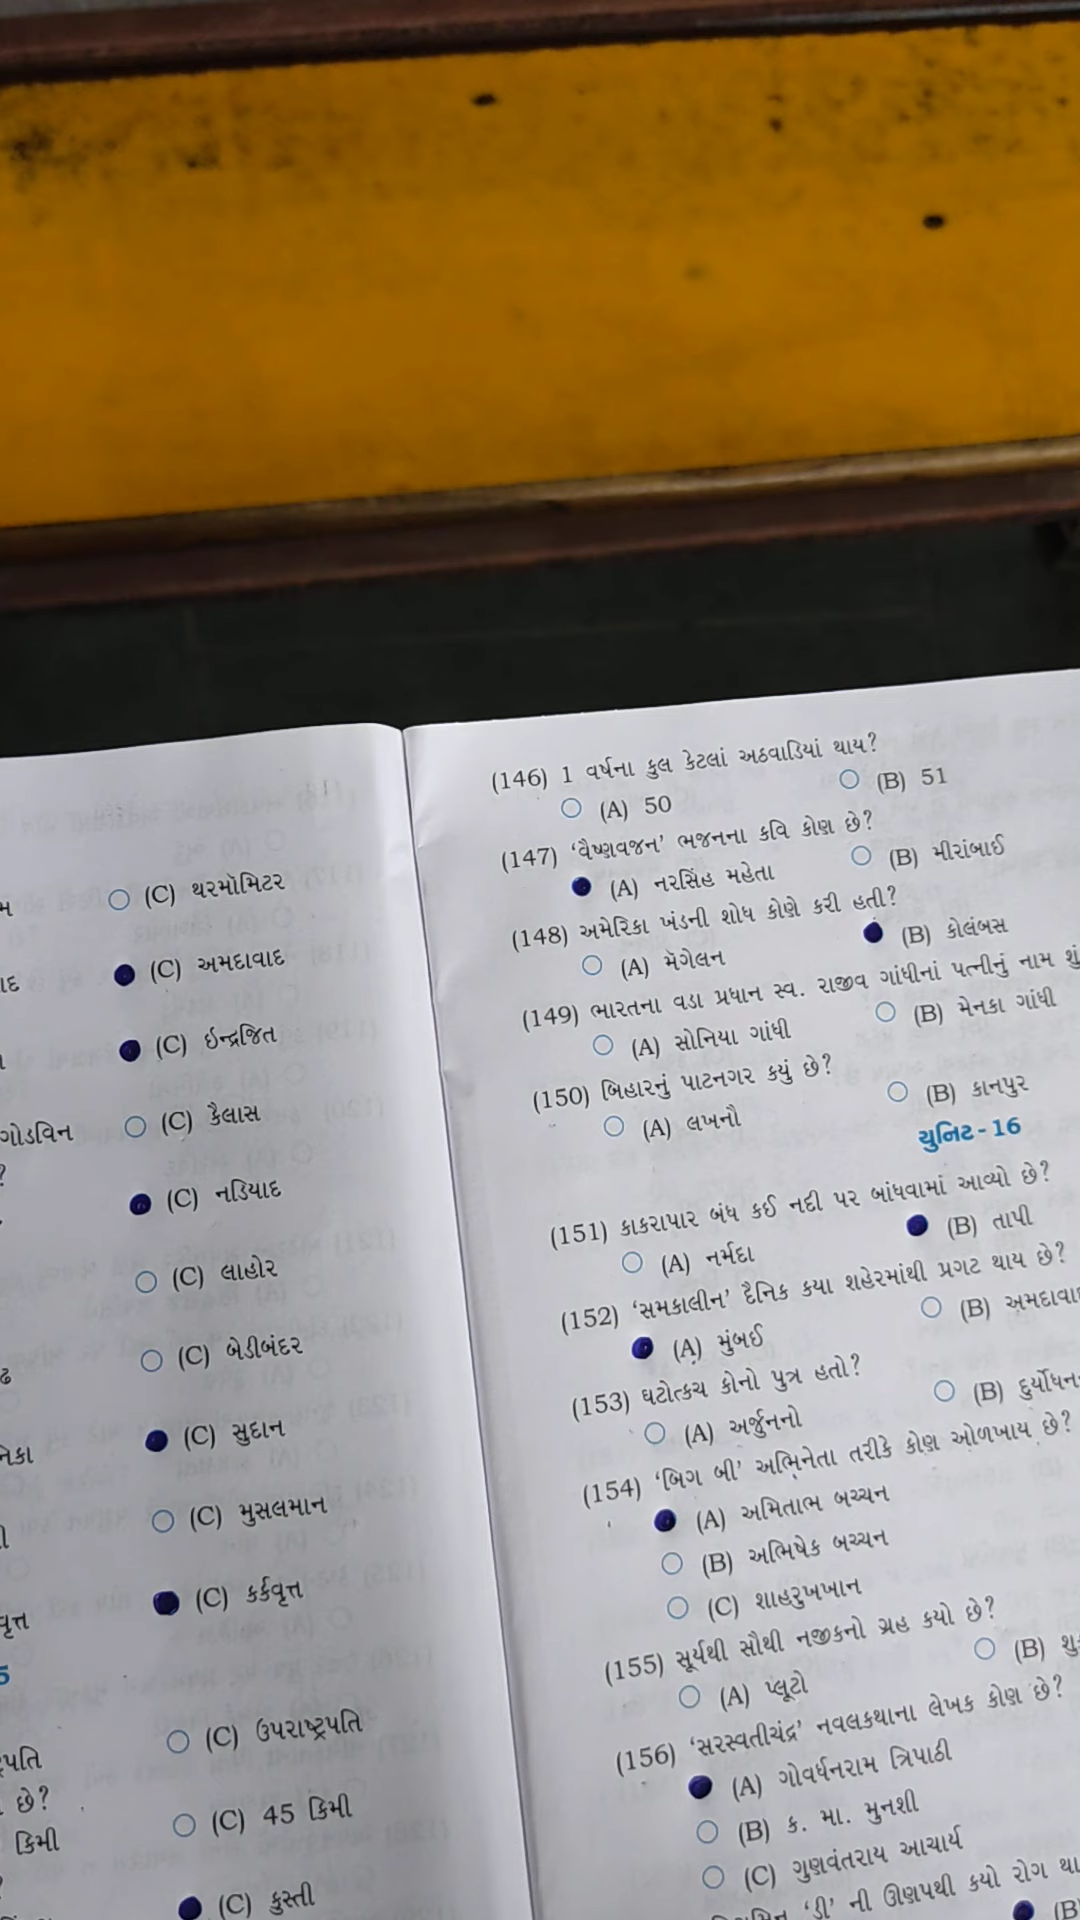 (C) થરમૉમિટર
(C) અમદાવાદ
(C) ઇન્દ્રજિત
ગોડવિન (C) કૈલાસ
(C) નડિયાદ
(C) લાહોર
(C) બેડીબંદર
(C) સુદાન
(C) મુસલમાન
(C) કર્કવૃત્ત
(C) ઉપરાષ્ટ્રપતિ
છે?
કિમી (C) 45 કિમી
(C) કુસ્તી
(146) 1 વર્ષના કુલ કેટલાં અઠવાડિયાં થાય?
(A) 50 (B) 51
(147) ‘વૈષ્ણવજન’ ભજનના કવિ કોણ છે?
(A) નરસિંહ મહેતા (B) મીરાંબાઈ
(148) અમેરિકા ખંડની શોધ કોણે કરી હતી?
(A) મૅગેલન (B) કોલંબસ
(149) ભારતના વડા પ્રધાન સ્વ. રાજીવ ગાંધીનાં પત્નીનું નામ શું
(A) સોનિયા ગાંધી (B) મેનકા ગાંધી
(150) બિહારનું પાટનગર કયું છે?
(A) લખનૌ (B) કાનપુર
યુનિટ-16
(151) કાકરાપાર બંધ કઈ નદી પર બાંધવામાં આવ્યો છે?
(A) નર્મદા (B) તાપી
(152) ‘સમકાલીન’ દૈનિક કયા શહેરમાંથી પ્રગટ થાય છે?
(A) મુંબઈ (B) અમદાવા
(153) ઘટોત્કચ કોનો પુત્ર હતો?
(A) અર્જુનનો (B) દુર્યોધન
(154) ‘બિગ બી’ અભિનેતા તરીકે કોણ ઓળખાય છે?
(A) અમિતાભ બચ્ચન
(B) અભિષેક બચ્ચન
(C) શાહરુખખાન
(155) સૂર્યથી સૌથી નજીકનો ગ્રહ કયો છે?
(A) પ્લૂટો (B) શુ
(156) ‘સરસ્વતીચંદ્ર’ નવલકથાના લેખક કોણ છે?
(A) ગોવર્ધનરામ ત્રિપાઠી
(B) ક. મા. મુનશી
(C) ગુણવંતરાય આચાર્ય
‘ડી’ ની ઊણપથી કયો રોગ થા
(B